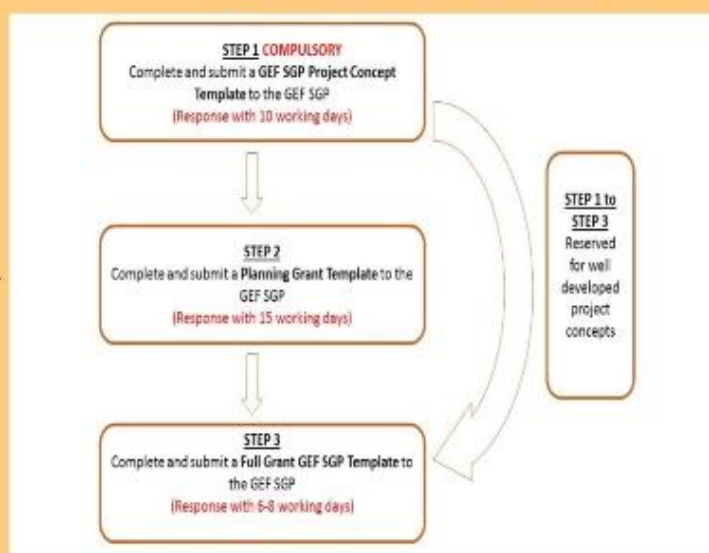 STEP 1 COMPULSORY
Complete and submit a GEF SGP Project Concept
Template to the GEF SGP
(Response with 10 working days)
STEP 2
Complete and submit a Planning Grant Template to the
GEF SGP
(Response with 15 working days)
STEP 3
Complete and submit a Full Grant GEF SGP Template to
the GEF SGP
(Response with 6-8 working days)
STEP 1 to
STEP 3
Reserved
for well
developed
project
concepts